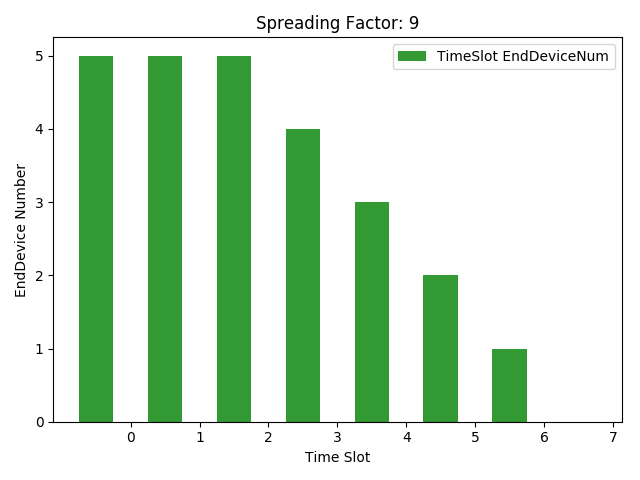 Spreading Factor: 9
TimeSlot EndDeviceNum
EndDevice Number
5
4
3
2
1
0
0 1 2 3 4 5 6 7
Time Slot